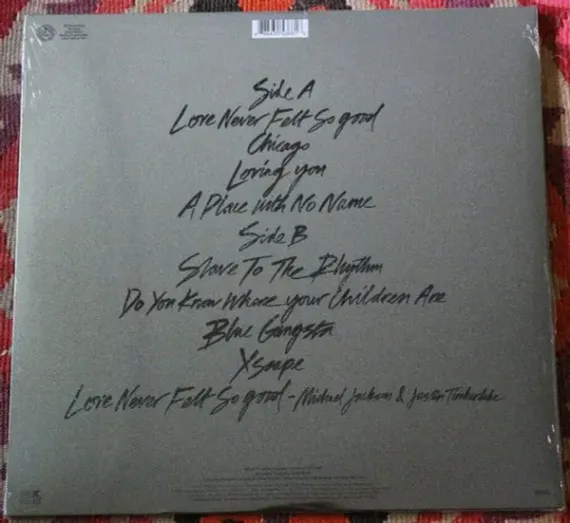 Side A
Love Never Felt So good
Chicago
Loving you
A Place with No Name
Side B
Slave To The Rhythm
Do You Know Where your Children Are
Blue Gangsta
Xscape
Love Never Felt So good - Michael Jackson & Justin Timberlake